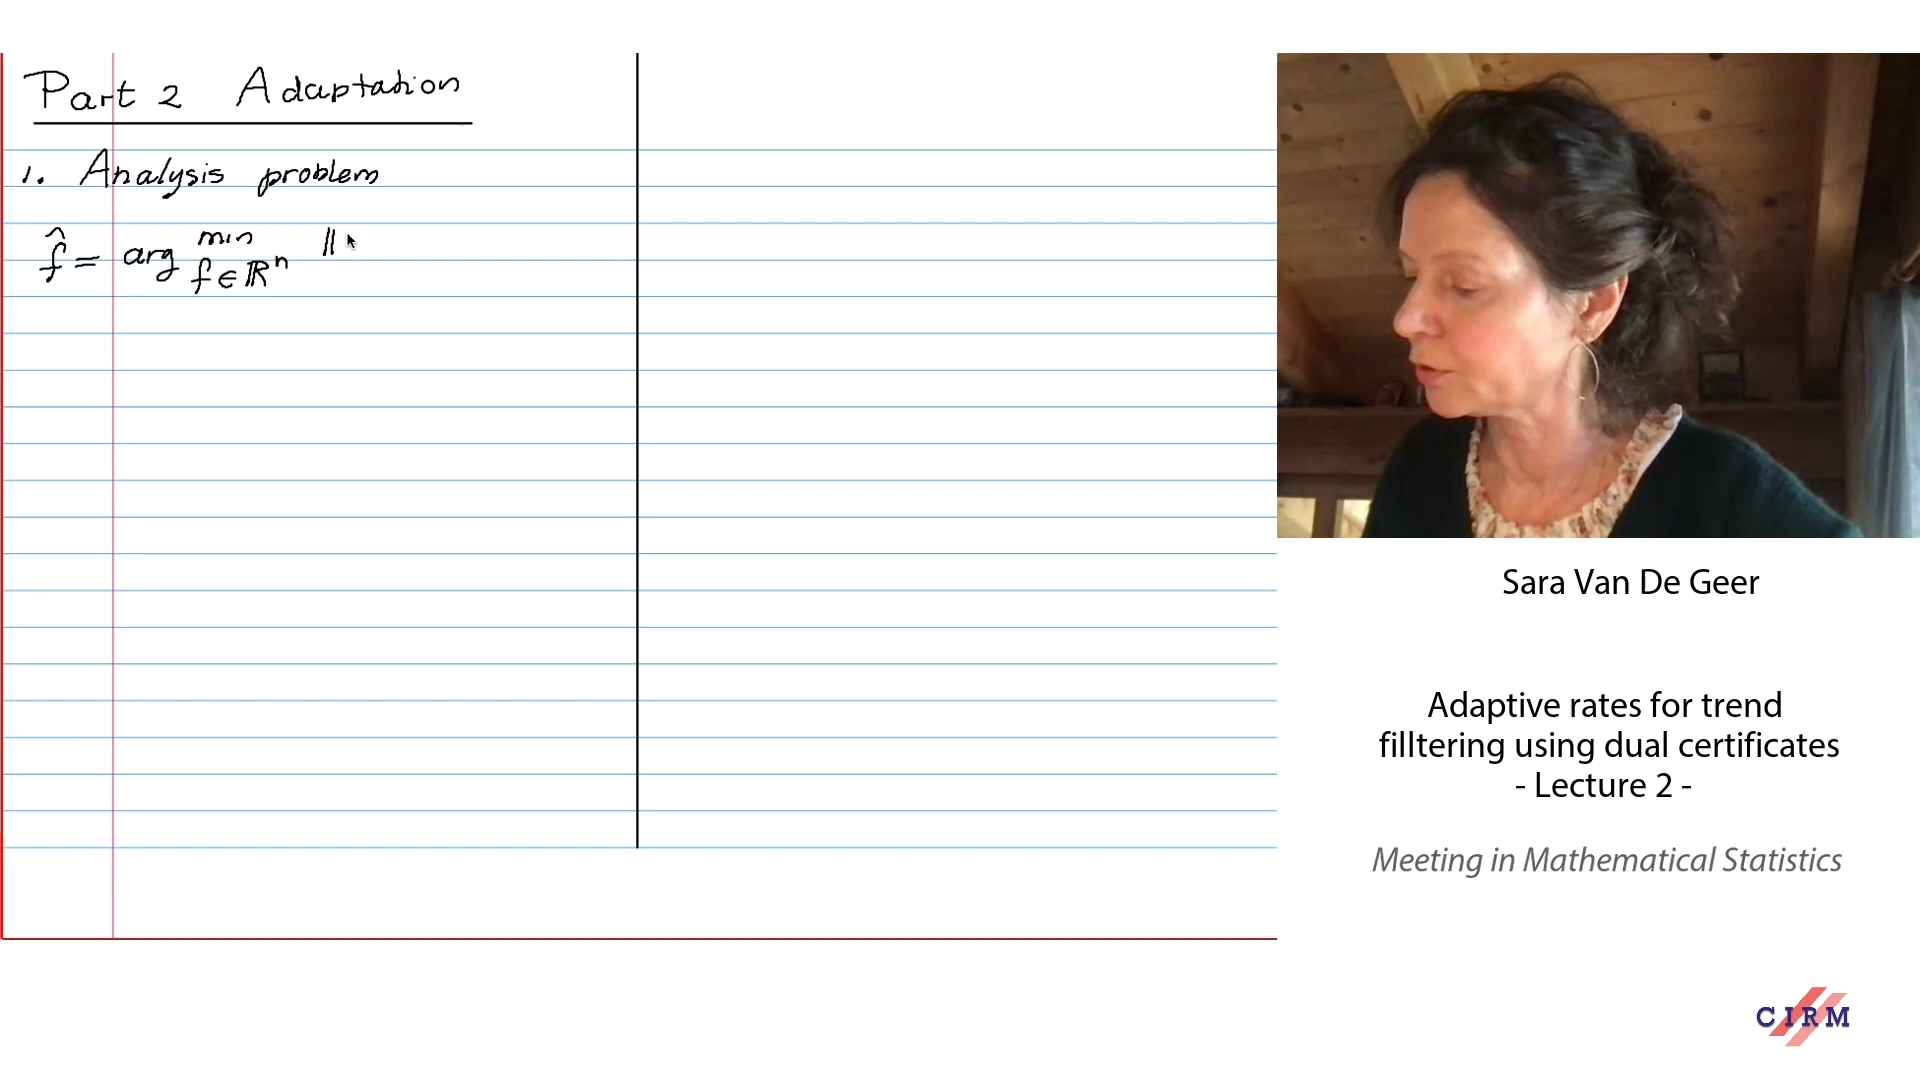 Part 2 Adaptation
1. Analysis problem
f̂ = arg min f∈ℝⁿ ‖
Sara Van De Geer
Adaptive rates for trend
filltering using dual certificates
- Lecture 2 -
Meeting in Mathematical Statistics
CIRM